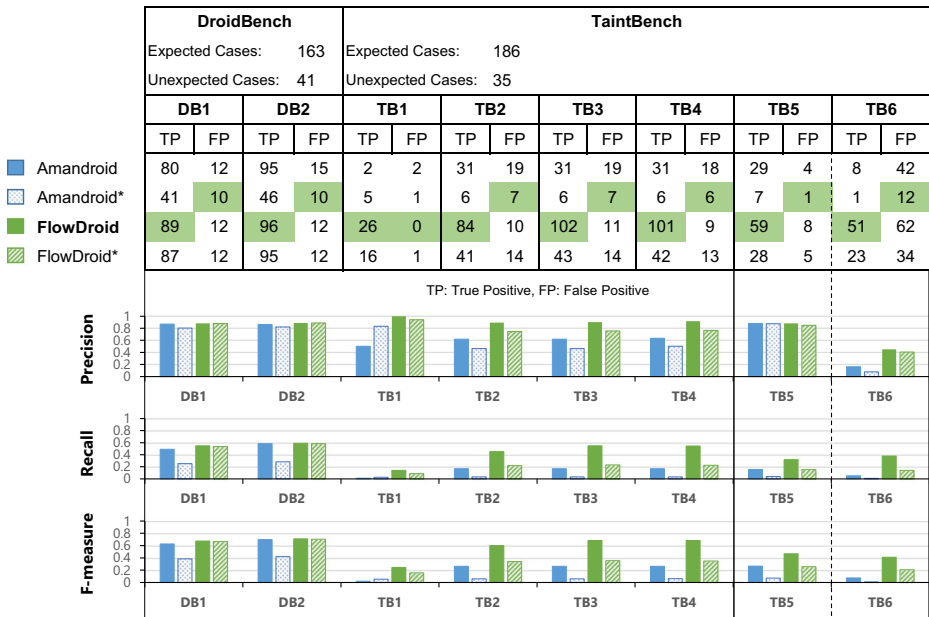 DroidBench TaintBench
Expected Cases: 163 Expected Cases: 186
Unexpected Cases: 41 Unexpected Cases: 35
DB1 DB2 TB1 TB2 TB3 TB4 TB5 TB6
TP FP TP FP TP FP TP FP TP FP TP FP TP FP TP FP
Amandroid 80 12 95 15 2 2 31 19 31 19 31 18 29 4 8 42
Amandroid* 41 10 46 10 5 1 6 7 6 7 6 6 7 1 1 12
FlowDroid 89 12 96 12 26 0 84 10 102 11 101 9 59 8 51 62
FlowDroid* 87 12 95 12 16 1 41 14 43 14 42 13 28 5 23 34
TP: True Positive, FP: False Positive
Precision
1
0.8
0.6
0.4
0.2
0
DB1 DB2 TB1 TB2 TB3 TB4 TB5 TB6
Recall
1
0.8
0.6
0.4
0.2
0
DB1 DB2 TB1 TB2 TB3 TB4 TB5 TB6
F-measure
1
0.8
0.6
0.4
0.2
0
DB1 DB2 TB1 TB2 TB3 TB4 TB5 TB6